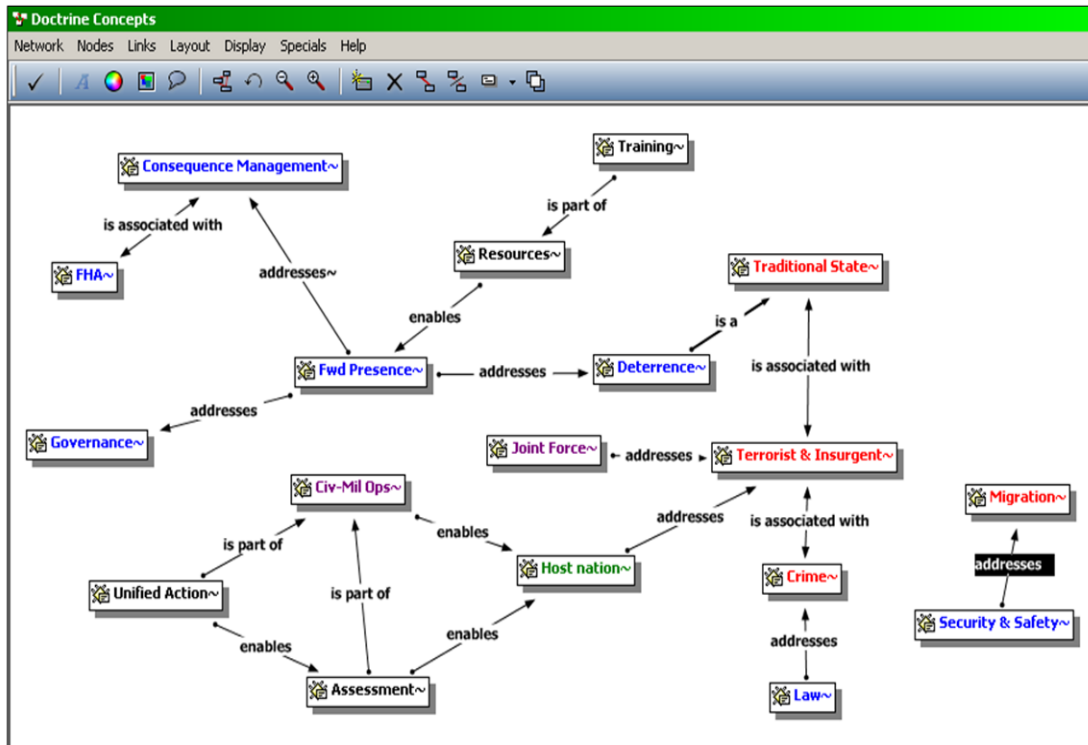 Doctrine Concepts
Network Nodes Links Layout Display Specials Help
Training~
Consequence Management~
is part of
is associated with
Resources~
Traditional State~
FHA~
addresses~
enables
is a
Fwd Presence~
addresses
Deterrence~
is associated with
addresses
Governance~
Joint Force~
addresses
Terrorist & Insurgent~
Civ-Mil Ops~
Migration~
addresses
is associated with
enables
is part of
addresses
Host nation~
Crime~
Unified Action~
is part of
Security & Safety~
enables
enables
addresses
Assessment~
Law~